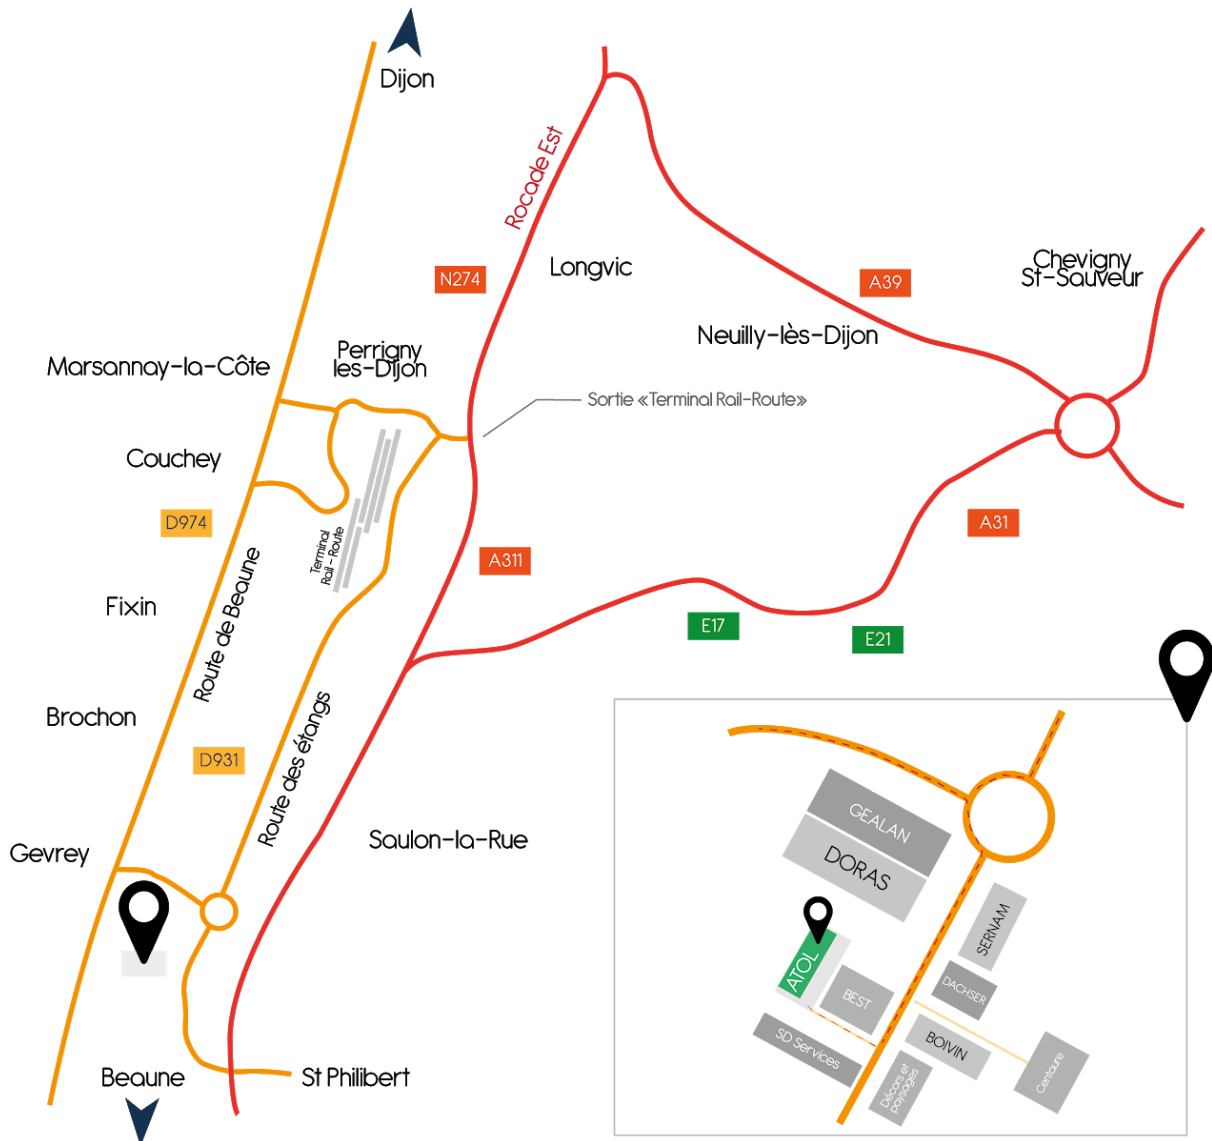 Dijon
Rocade Est
N274
Longvic
A39
Chevigny
St-Sauveur
Neuilly-lès-Dijon
Perrigny
les-Dijon
Marsannay-la-Côte
Sortie «Terminal Rail-Route»
Couchey
D974
A31
Terminal
Rail - Route
A311
Fixin
Route de Beaune
E17
E21
Brochon
D931
Route des étangs
Gevrey
Saulon-la-Rue
Beaune
St Philibert
GEALAN
DORAS
SERNAM
ATOL
BEST
DACHSER
SD Services
BOIVIN
Décors et
paysages
Centaure